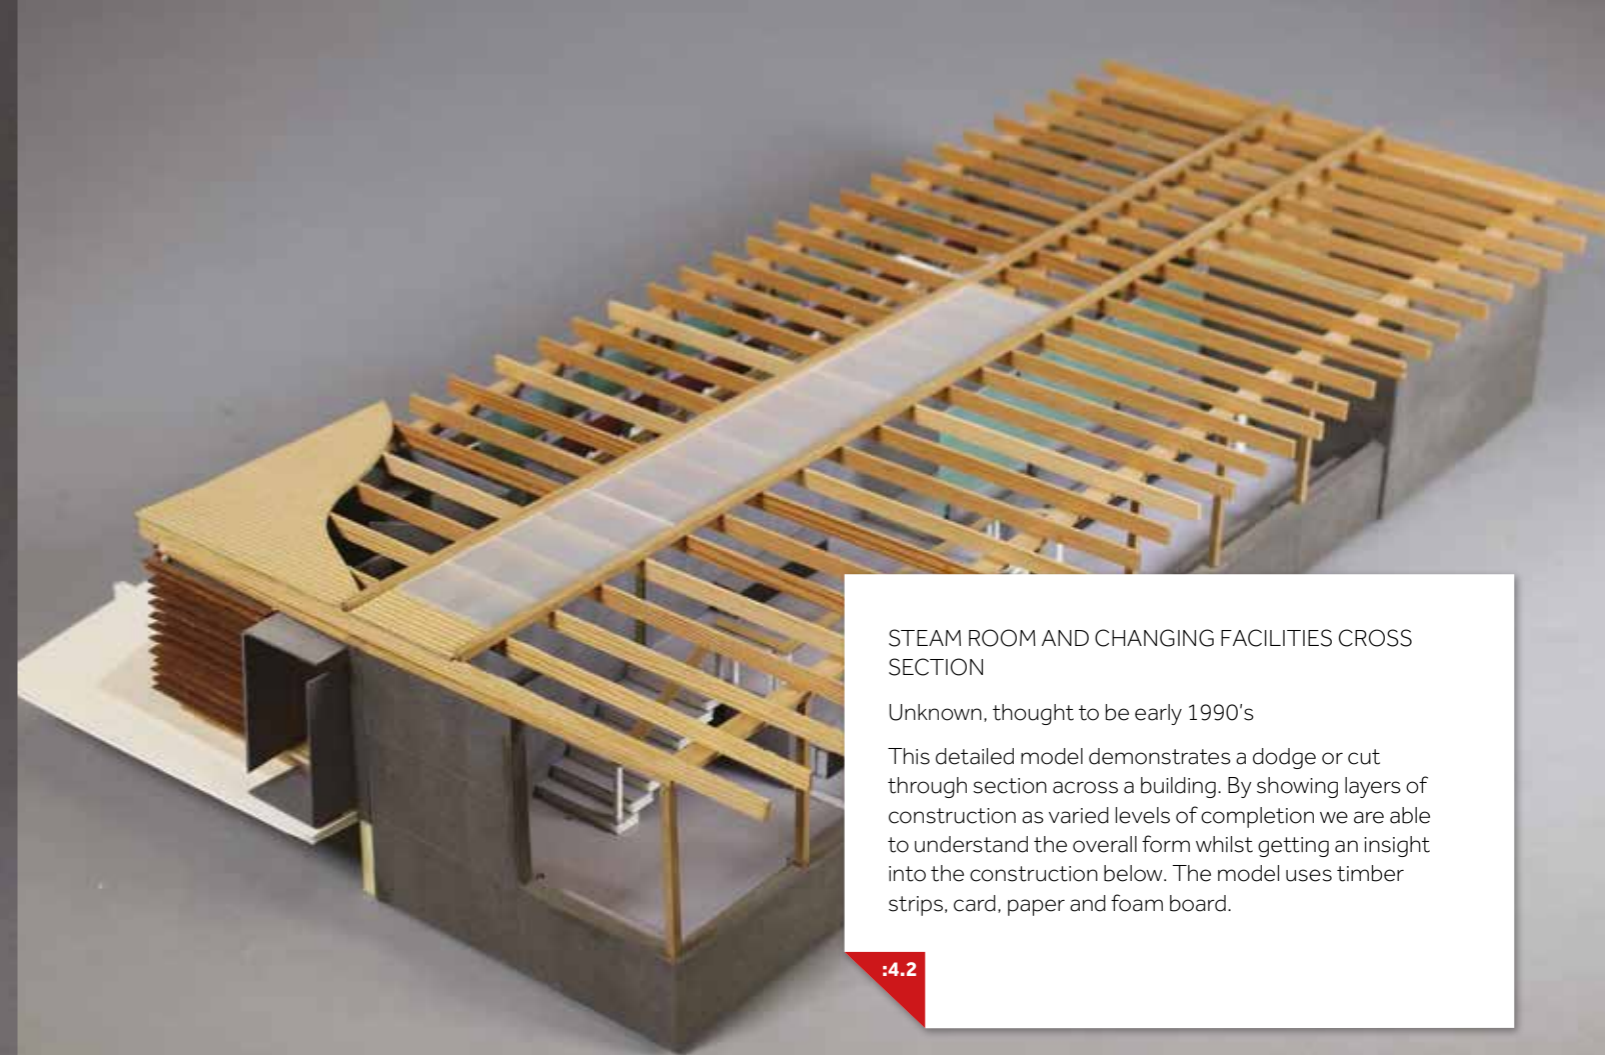 STEAM ROOM AND CHANGING FACILITIES CROSS
SECTION
Unknown, thought to be early 1990's
This detailed model demonstrates a dodge or cut
through section across a building. By showing layers of
construction as varied levels of completion we are able
to understand the overall form whilst getting an insight
into the construction below. The model uses timber
strips, card, paper and foam board.
:4.2